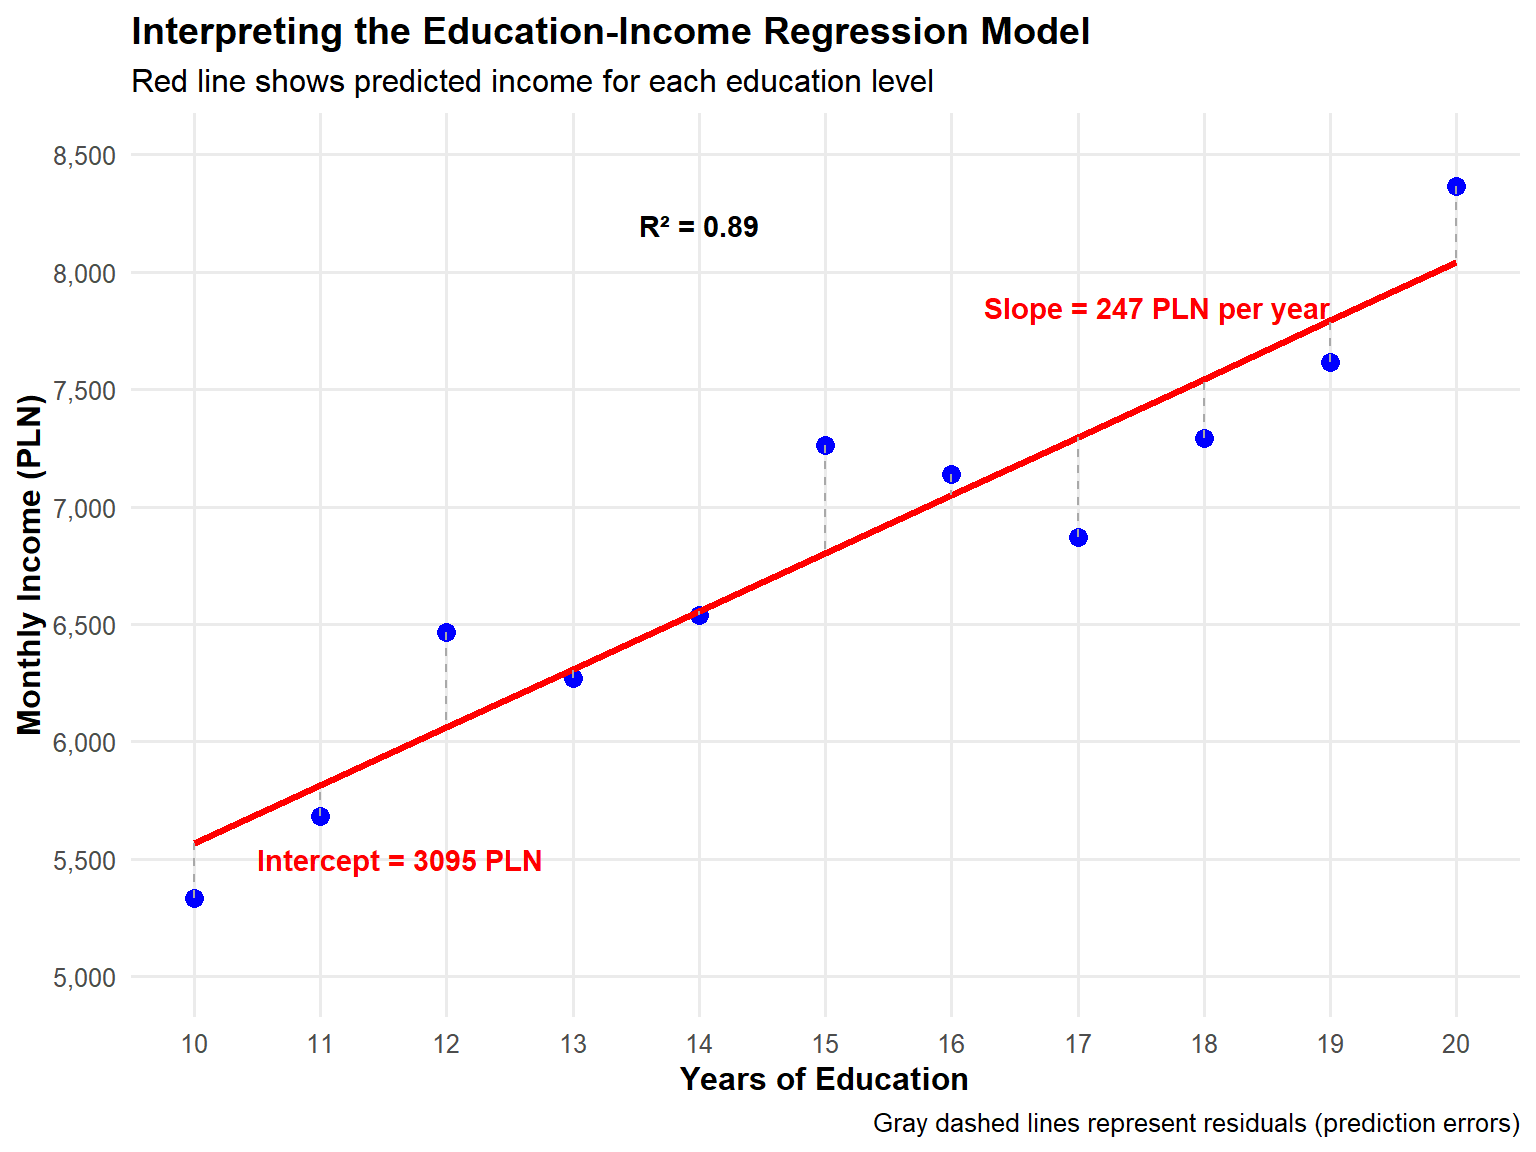 Interpreting the Education-Income Regression Model
Red line shows predicted income for each education level
Monthly Income (PLN)
8,500
8,000
7,500
7,000
6,500
6,000
5,500
5,000
R² = 0.89
Slope = 247 PLN per year
Intercept = 3095 PLN
10 11 12 13 14 15 16 17 18 19 20
Years of Education
Gray dashed lines represent residuals (prediction errors)